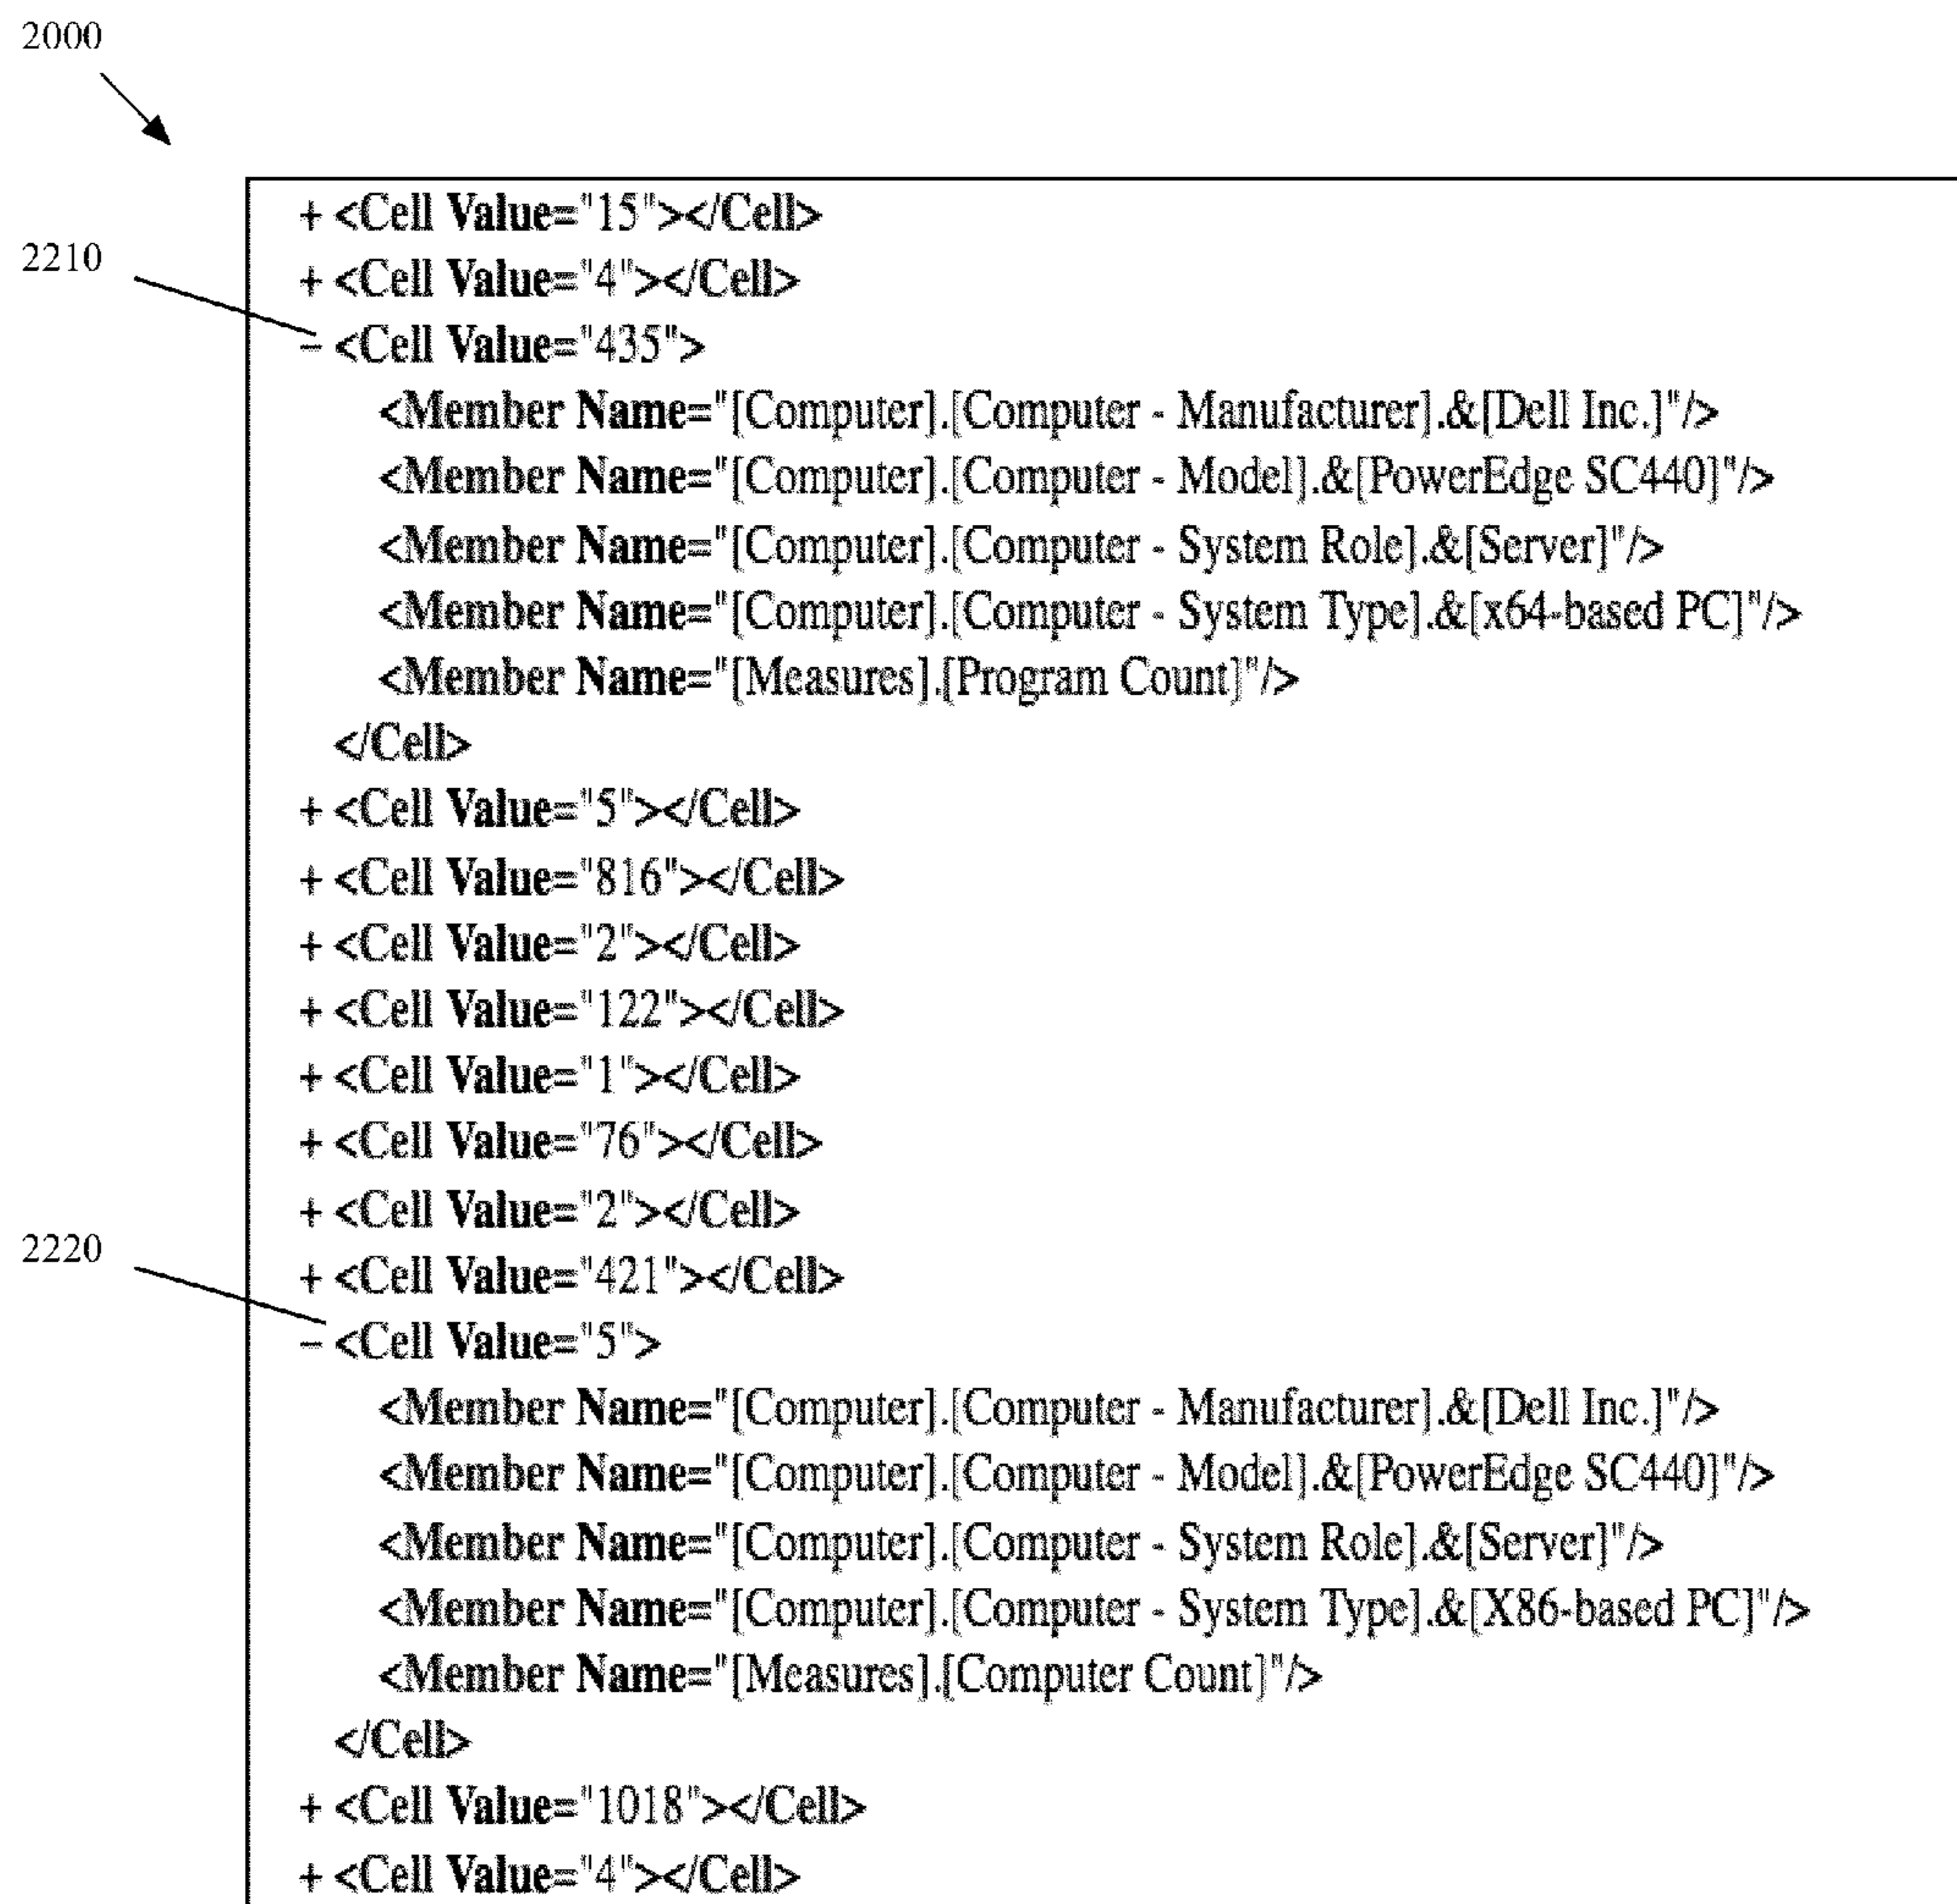 2000
+ <Cell Value="15"></Cell>
2210
+ <Cell Value="4"></Cell>
- <Cell Value="435">
<Member Name="[Computer].[Computer - Manufacturer].&[Dell Inc.]"/>
<Member Name="[Computer].[Computer - Model].&[PowerEdge SC440]"/>
<Member Name="[Computer].[Computer - System Role].&[Server]"/>
<Member Name="[Computer].[Computer - System Type].&[x64-based PC]"/>
<Member Name="[Measures].[Program Count]"/>
</Cell>
+ <Cell Value="5"></Cell>
+ <Cell Value="816"></Cell>
+ <Cell Value="2"></Cell>
+ <Cell Value="122"></Cell>
+ <Cell Value="1"></Cell>
+ <Cell Value="76"></Cell>
+ <Cell Value="2"></Cell>
2220
+ <Cell Value="421"></Cell>
- <Cell Value="5">
<Member Name="[Computer].[Computer - Manufacturer].&[Dell Inc.]"/>
<Member Name="[Computer].[Computer - Model].&[PowerEdge SC440]"/>
<Member Name="[Computer].[Computer - System Role].&[Server]"/>
<Member Name="[Computer].[Computer - System Type].&[X86-based PC]"/>
<Member Name="[Measures].[Computer Count]"/>
</Cell>
+ <Cell Value="1018"></Cell>
+ <Cell Value="4"></Cell>